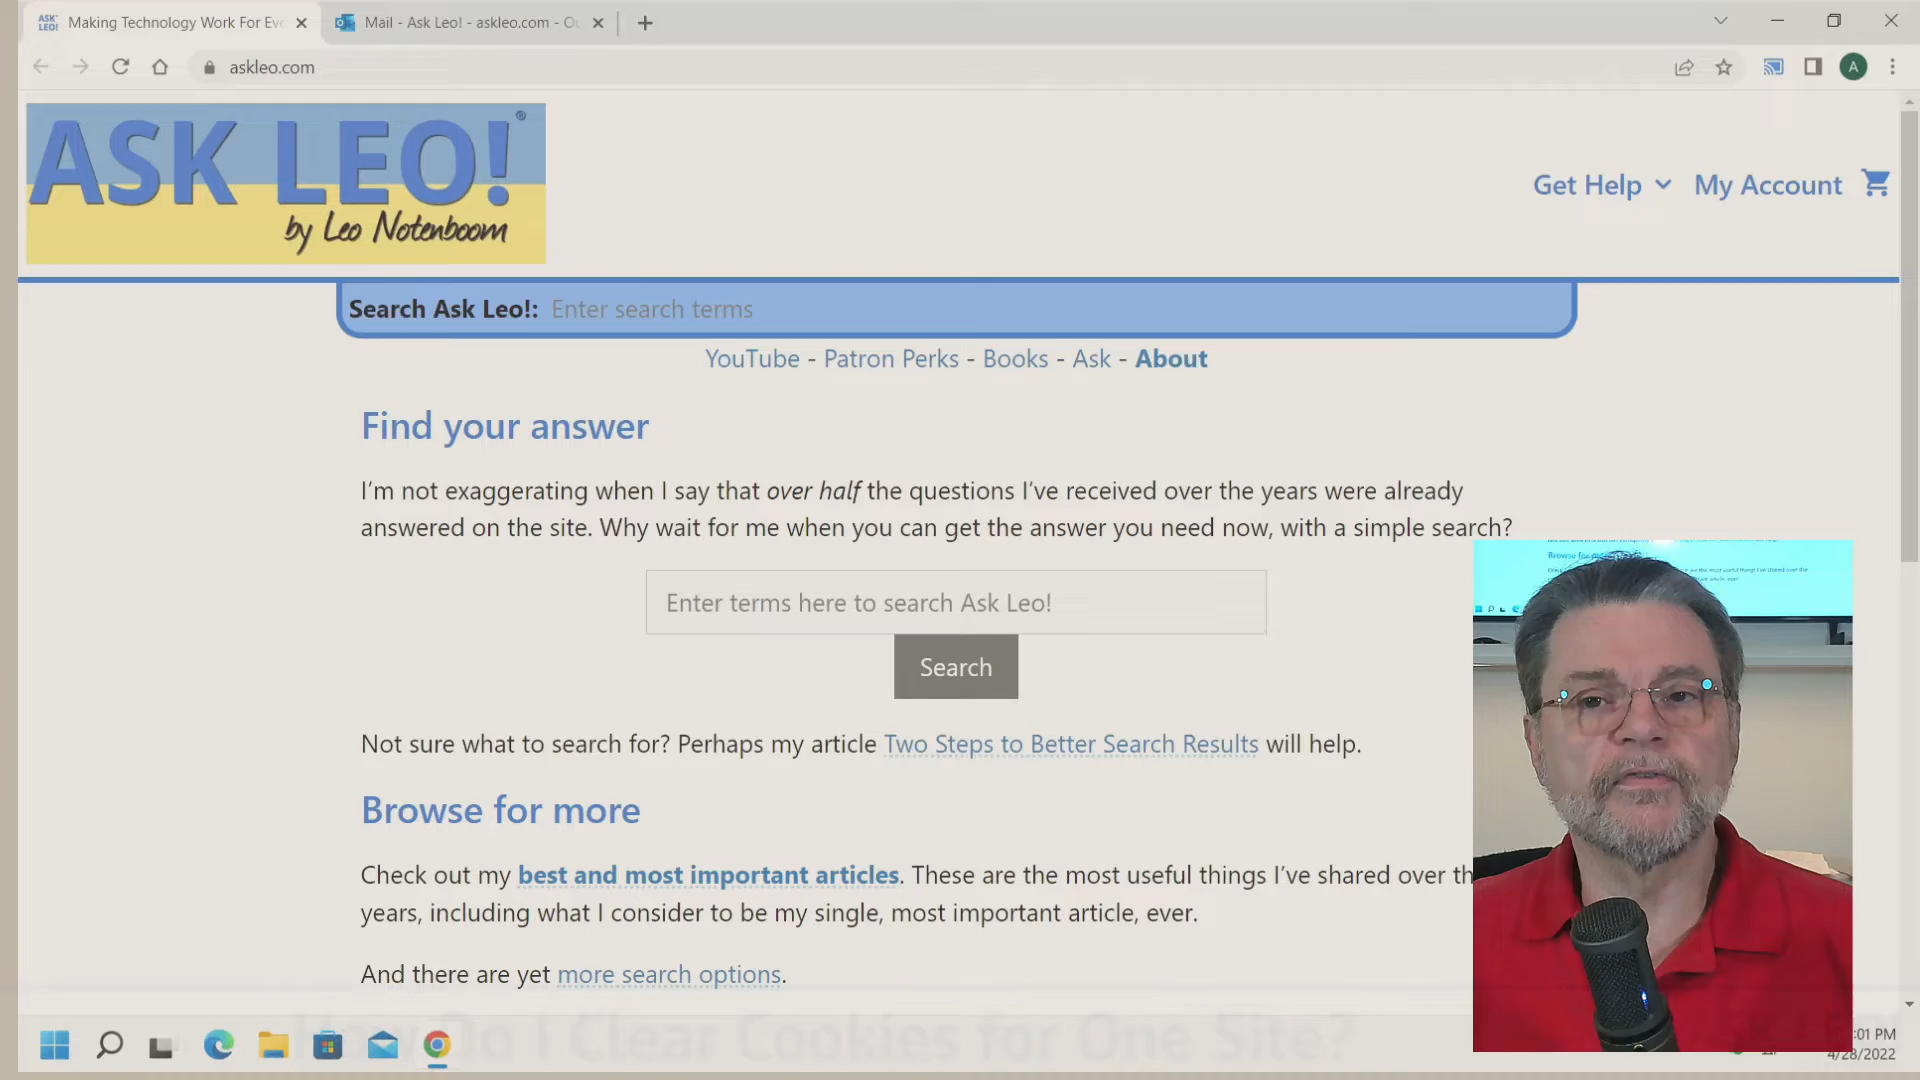 Making Technology Work For Eve
Mail - Ask Leo! - askleo.com - Ou
askleo.com
A
ASK LEO!®
by Leo Notenboom
Get Help
My Account
Search Ask Leo!: Enter search terms
YouTube - Patron Perks - Books - Ask - About
Find your answer
I’m not exaggerating when I say that over half the questions I’ve received over the years were already
answered on the site. Why wait for me when you can get the answer you need now, with a simple search?
Enter terms here to search Ask Leo!
Search
Not sure what to search for? Perhaps my article Two Steps to Better Search Results will help.
Browse for more
Check out my best and most important articles. These are the most useful things I’ve shared over th
years, including what I consider to be my single, most important article, ever.
And there are yet more search options.
How Do I Clear Cookies for One Site?
:01 PM
4/28/2022